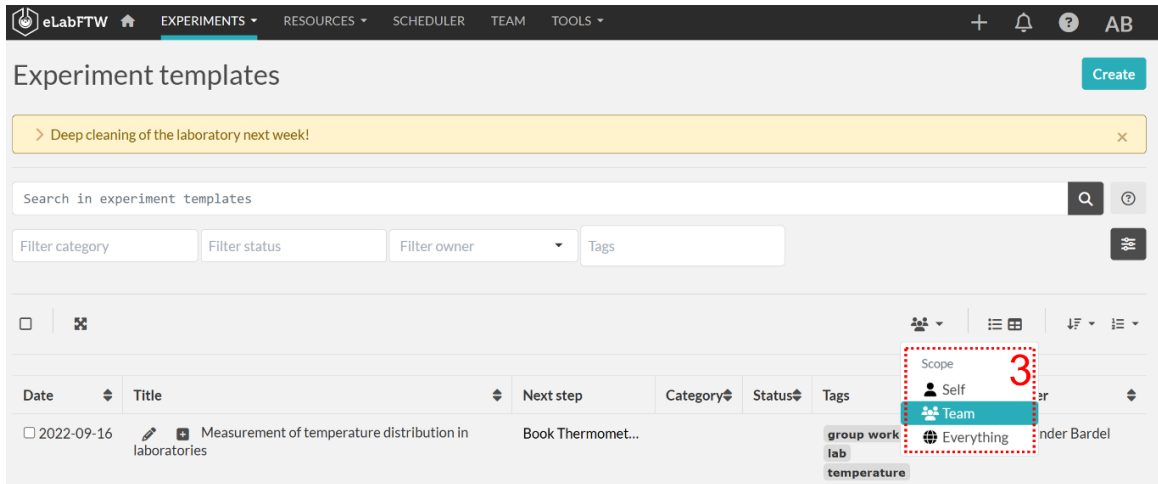 eLabFTW EXPERIMENTS RESOURCES SCHEDULER TEAM TOOLS AB
Experiment templates
Create
Deep cleaning of the laboratory next week!
Search in experiment templates
Filter category Filter status Filter owner Tags
Scope
3
Self
Team
Everything
Date Title Next step Category Status Tags er
2022-09-16 Measurement of temperature distribution in Book Thermomet... group work nder Bardel
laboratories lab
temperature